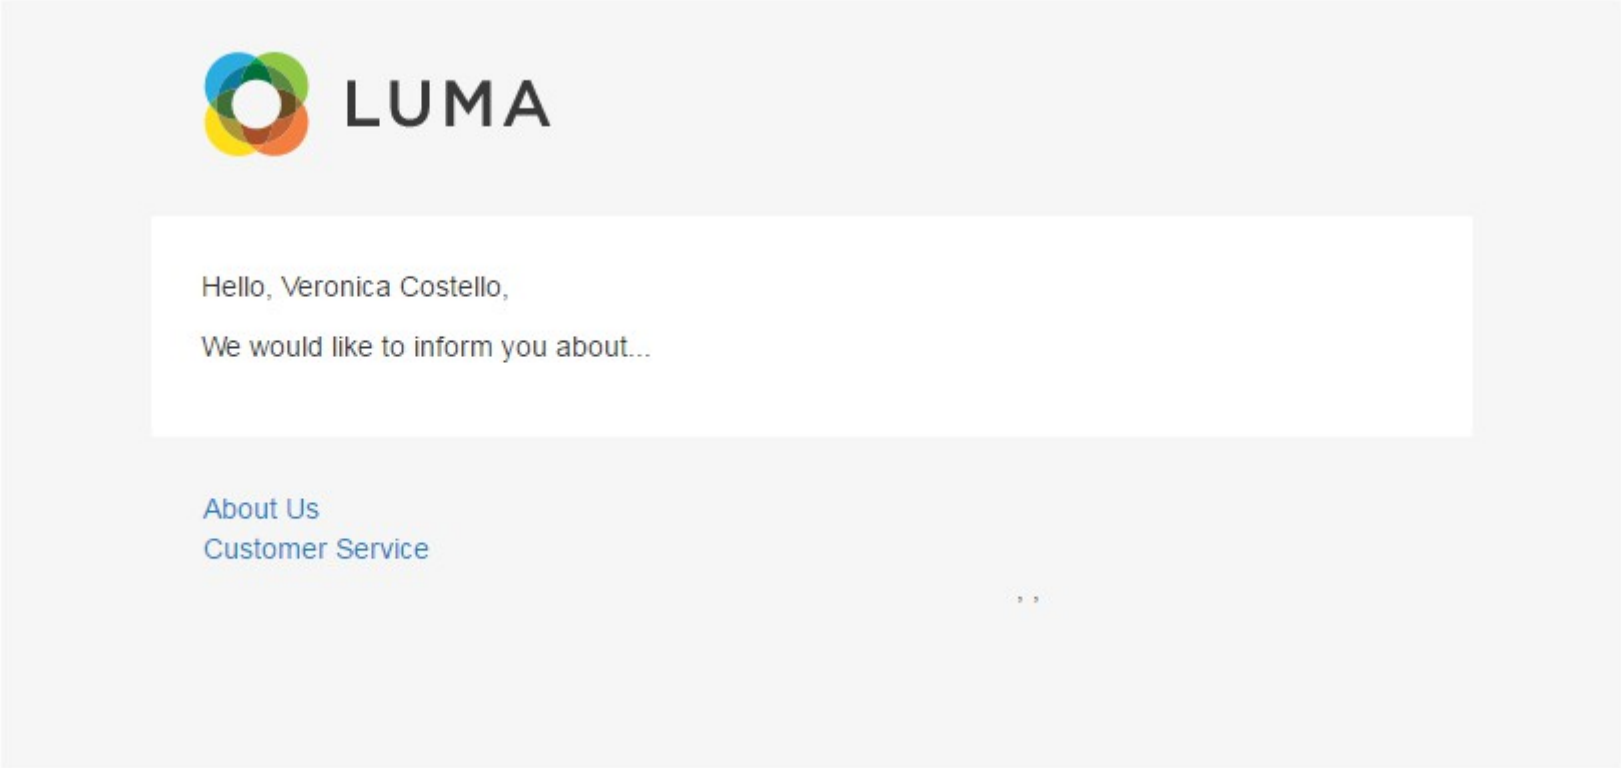 LUMA
Hello, Veronica Costello,
We would like to inform you about...
About Us
Customer Service
, ,